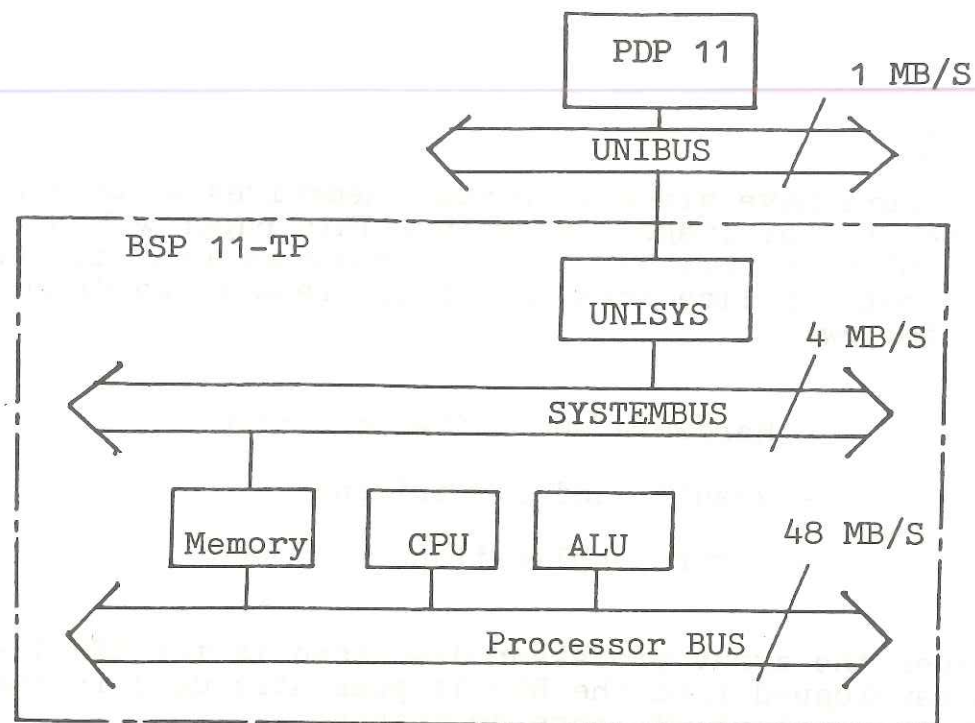 PDP 11
1 MB/S
UNIBUS
BSP 11-TP
UNISYS
4 MB/S
SYSTEMBUS
Memory
CPU
ALU
48 MB/S
Processor BUS